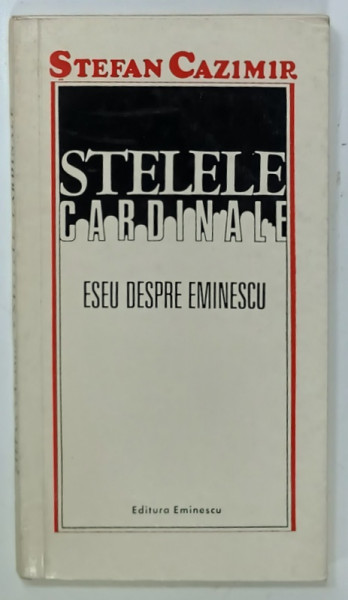 STEFAN CAZIMIR
STELELE
CARDINALE
ESEU DESPRE EMINESCU
Editura Eminescu